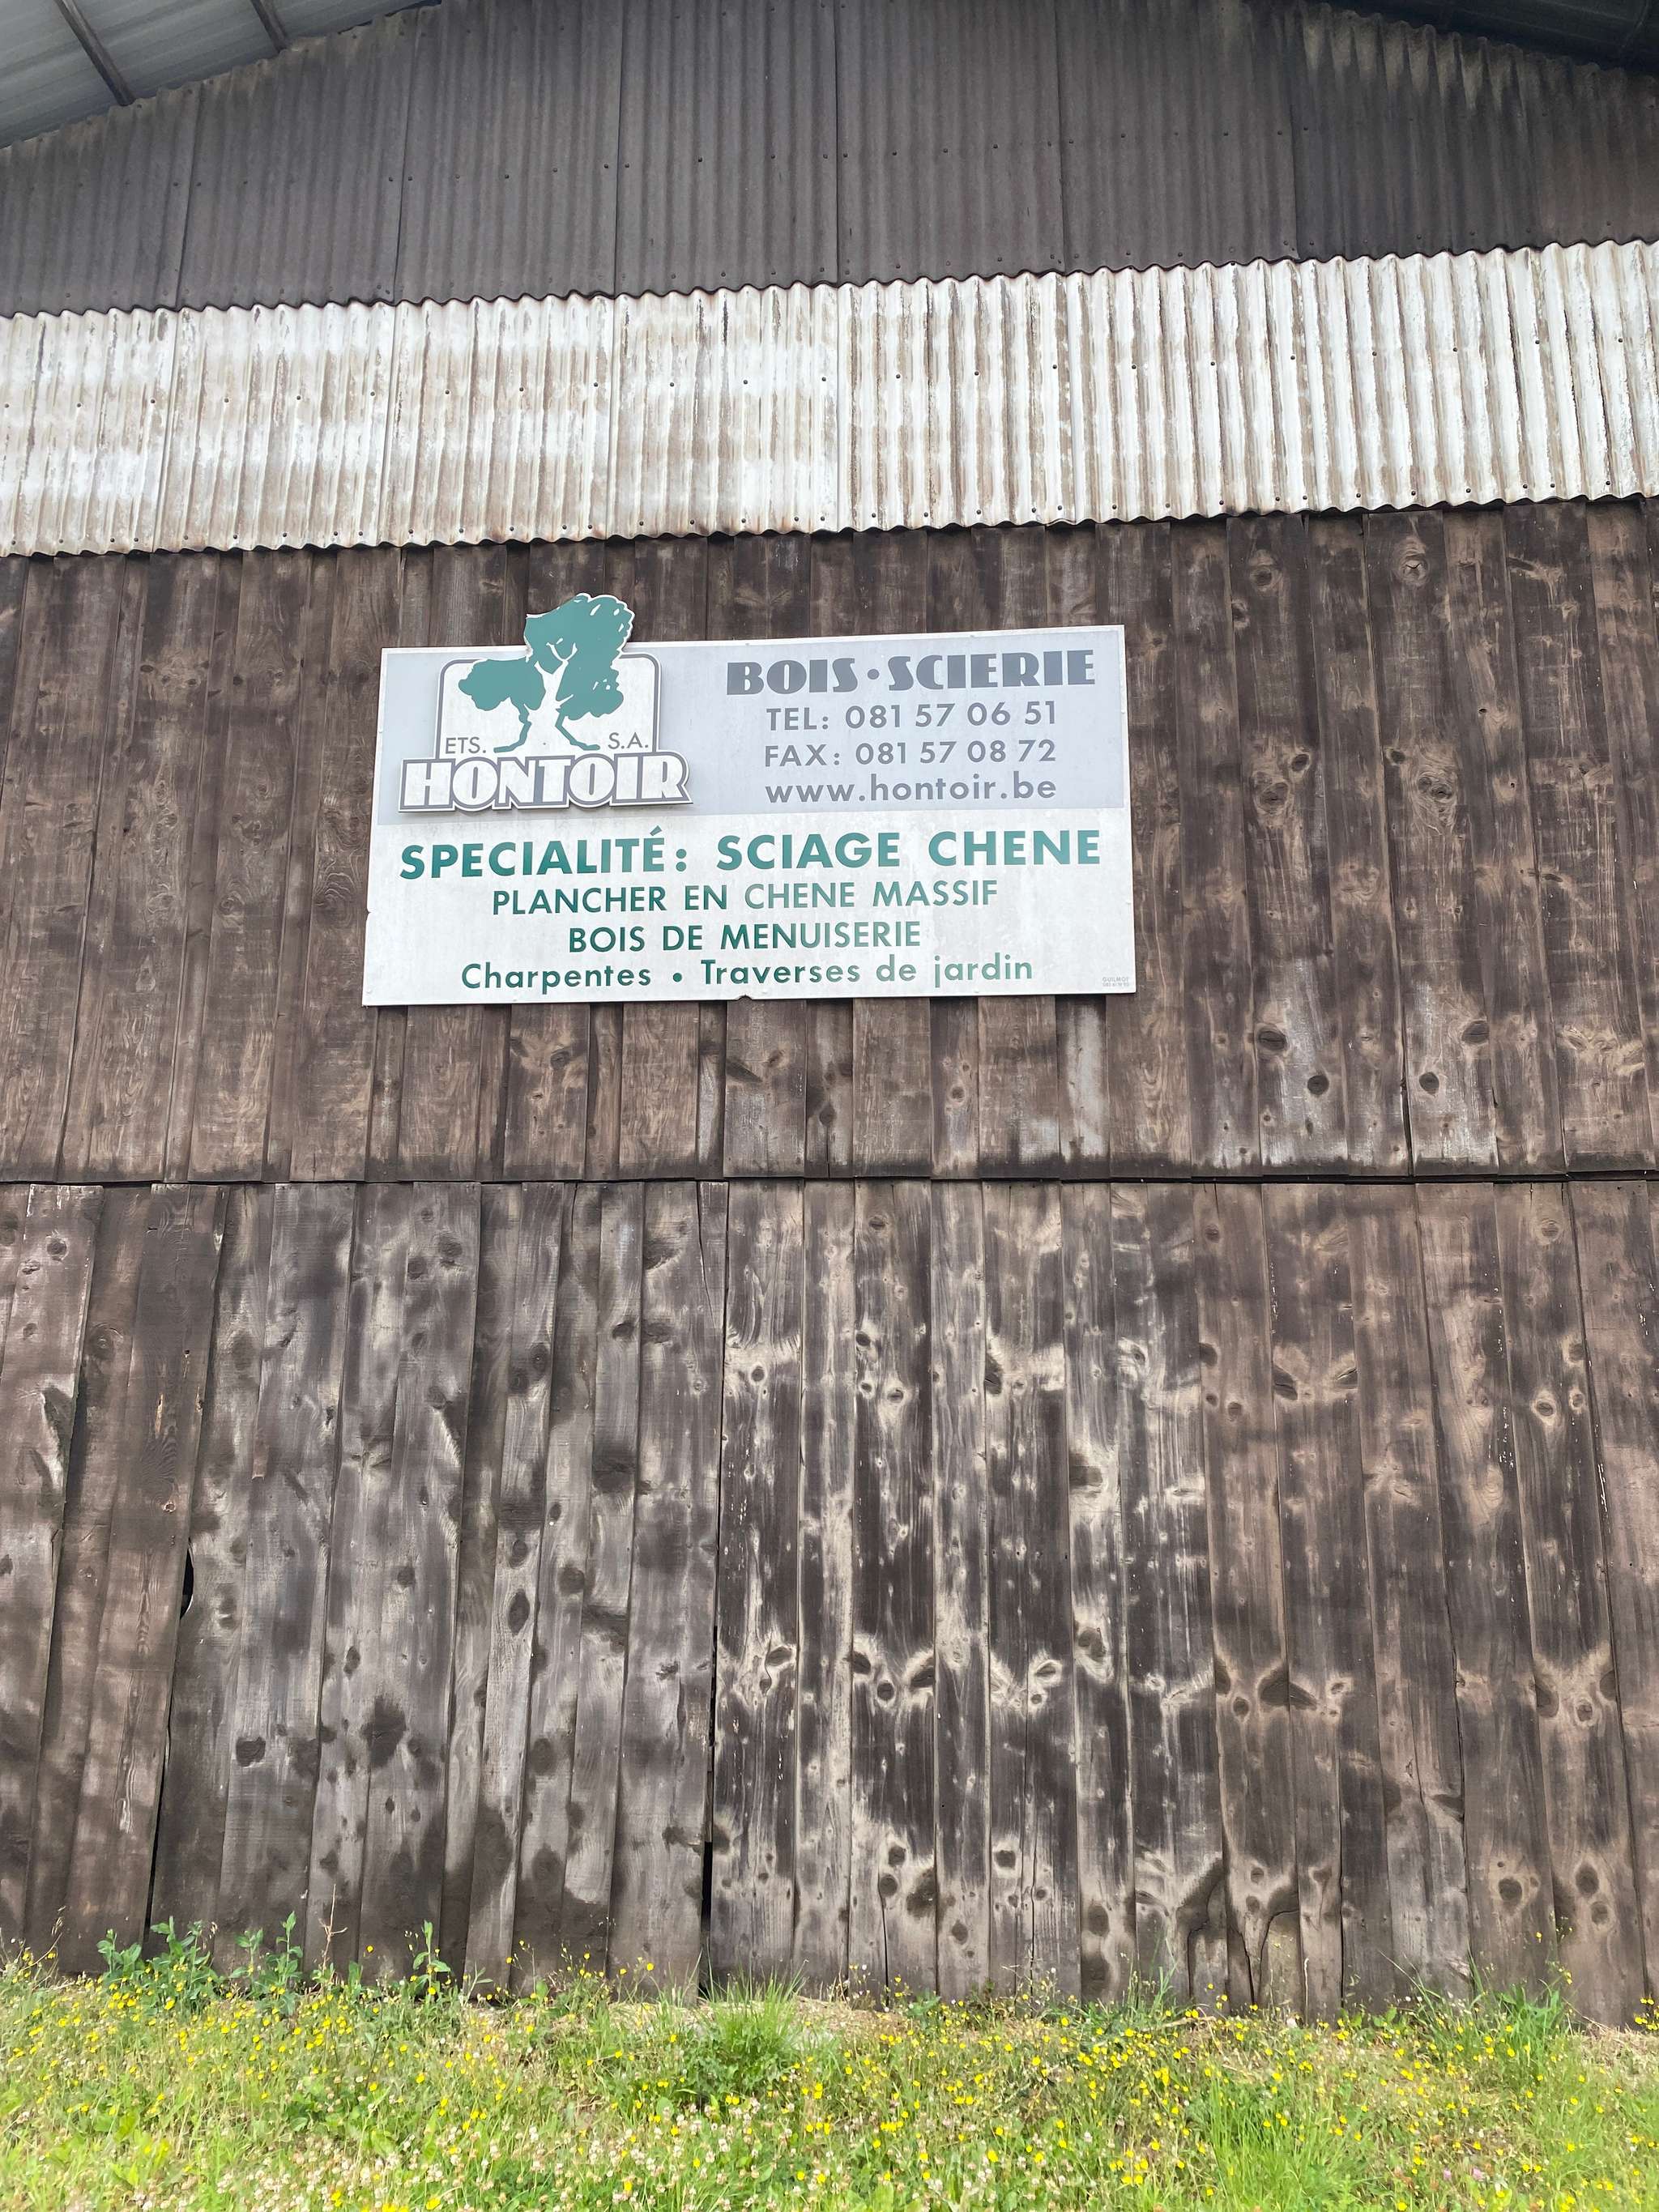 ETS. S.A.
HONTOIR
BOIS • SCIERIE
TEL: 081 57 06 51
FAX: 081 57 08 72
www.hontoir.be
SPECIALITÉ: SCIAGE CHENE
PLANCHER EN CHENE MASSIF
BOIS DE MENUISERIE
Charpentes • Traverses de jardin